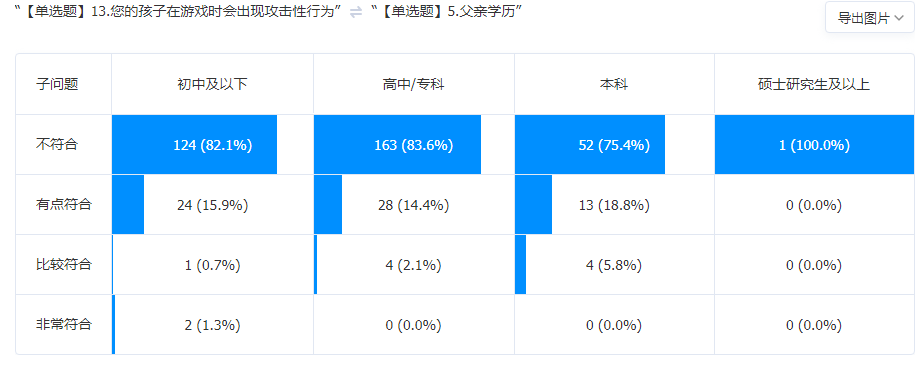 “【单选题】13.您的孩子在游戏时会出现攻击性行为” ⇌ “【单选题】5.父亲学历”
导出图片
子问题 初中及以下 高中/专科 本科 硕士研究生及以上
不符合 124 (82.1%) 163 (83.6%) 52 (75.4%) 1 (100.0%)
有点符合 24 (15.9%) 28 (14.4%) 13 (18.8%) 0 (0.0%)
比较符合 1 (0.7%) 4 (2.1%) 4 (5.8%) 0 (0.0%)
非常符合 2 (1.3%) 0 (0.0%) 0 (0.0%) 0 (0.0%)